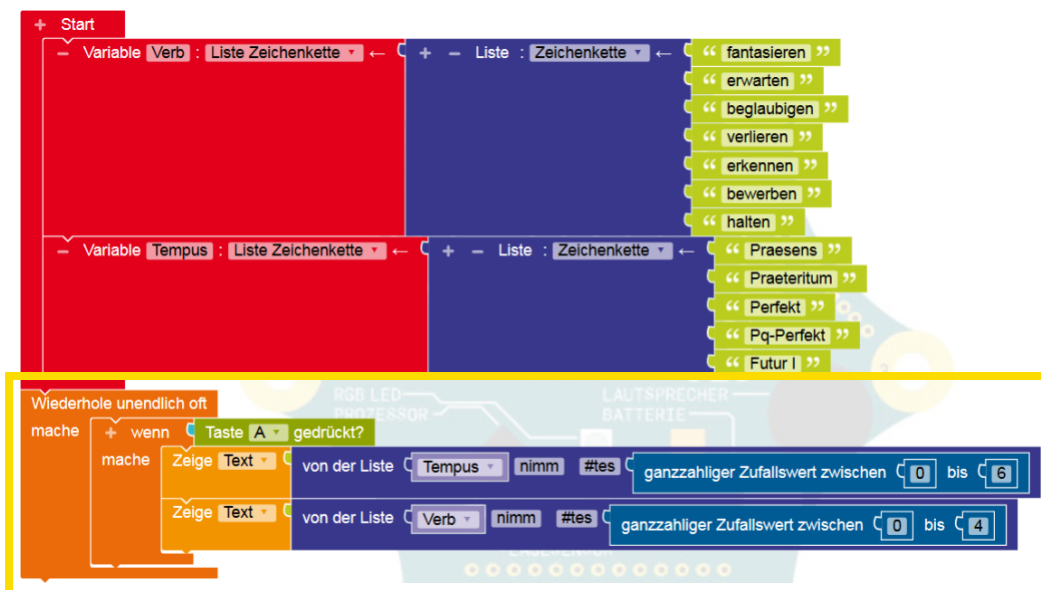 + Start
– Variable Verb : Liste Zeichenkette ← + – Liste : Zeichenkette ← “ fantasieren ”
“ erwarten ”
“ beglaubigen ”
“ verlieren ”
“ erkennen ”
“ bewerben ”
“ halten ”
– Variable Tempus : Liste Zeichenkette ← + – Liste : Zeichenkette ← “ Praesens ”
“ Praeteritum ”
“ Perfekt ”
“ Pq-Perfekt ”
“ Futur I ”
3
RGB LED
PROZESSOR
LAUTSPRECHER
BATTERIE
Wiederhole unendlich oft
mache + wenn Taste A gedrückt?
mache Zeige Text von der Liste Tempus nimm #tes ganzzahliger Zufallswert zwischen 0 bis 6
Zeige Text von der Liste Verb nimm #tes ganzzahliger Zufallswert zwischen 0 bis 4